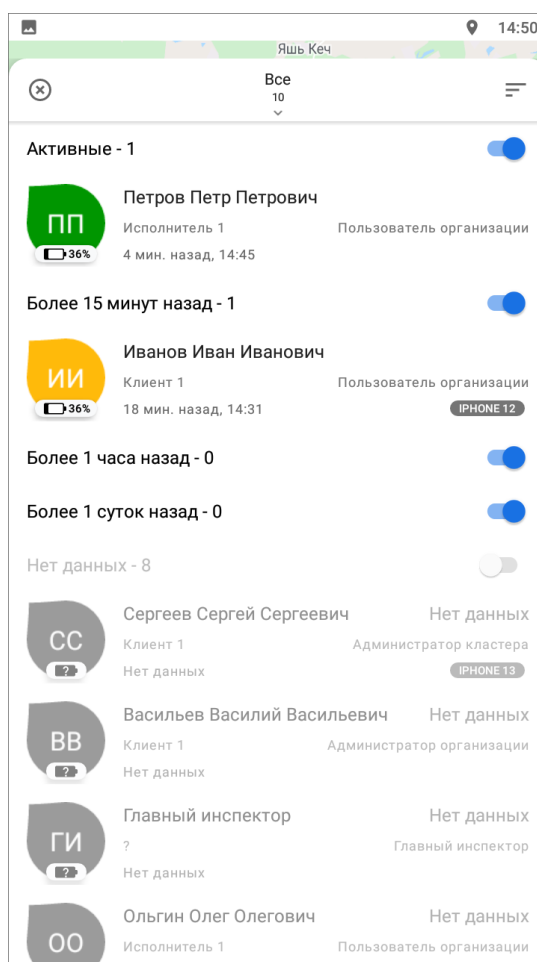 14:50
Яшь Кеч
Все
10
Активные - 1
ПП
36%
Петров Петр Петрович
Исполнитель 1 Пользователь организации
4 мин. назад, 14:45
Более 15 минут назад - 1
ИИ
36%
Иванов Иван Иванович
Клиент 1 Пользователь организации
18 мин. назад, 14:31 IPHONE 12
Более 1 часа назад - 0
Более 1 суток назад - 0
Нет данных - 8
СС
?
Сергеев Сергей Сергеевич Нет данных
Клиент 1 Администратор кластера
Нет данных IPHONE 13
ВВ
?
Васильев Василий Васильевич Нет данных
Клиент 1 Администратор организации
Нет данных
ГИ
?
Главный инспектор Нет данных
? Главный инспектор
Нет данных
ОО
Ольгин Олег Олегович Нет данных
Исполнитель 1 Пользователь организации